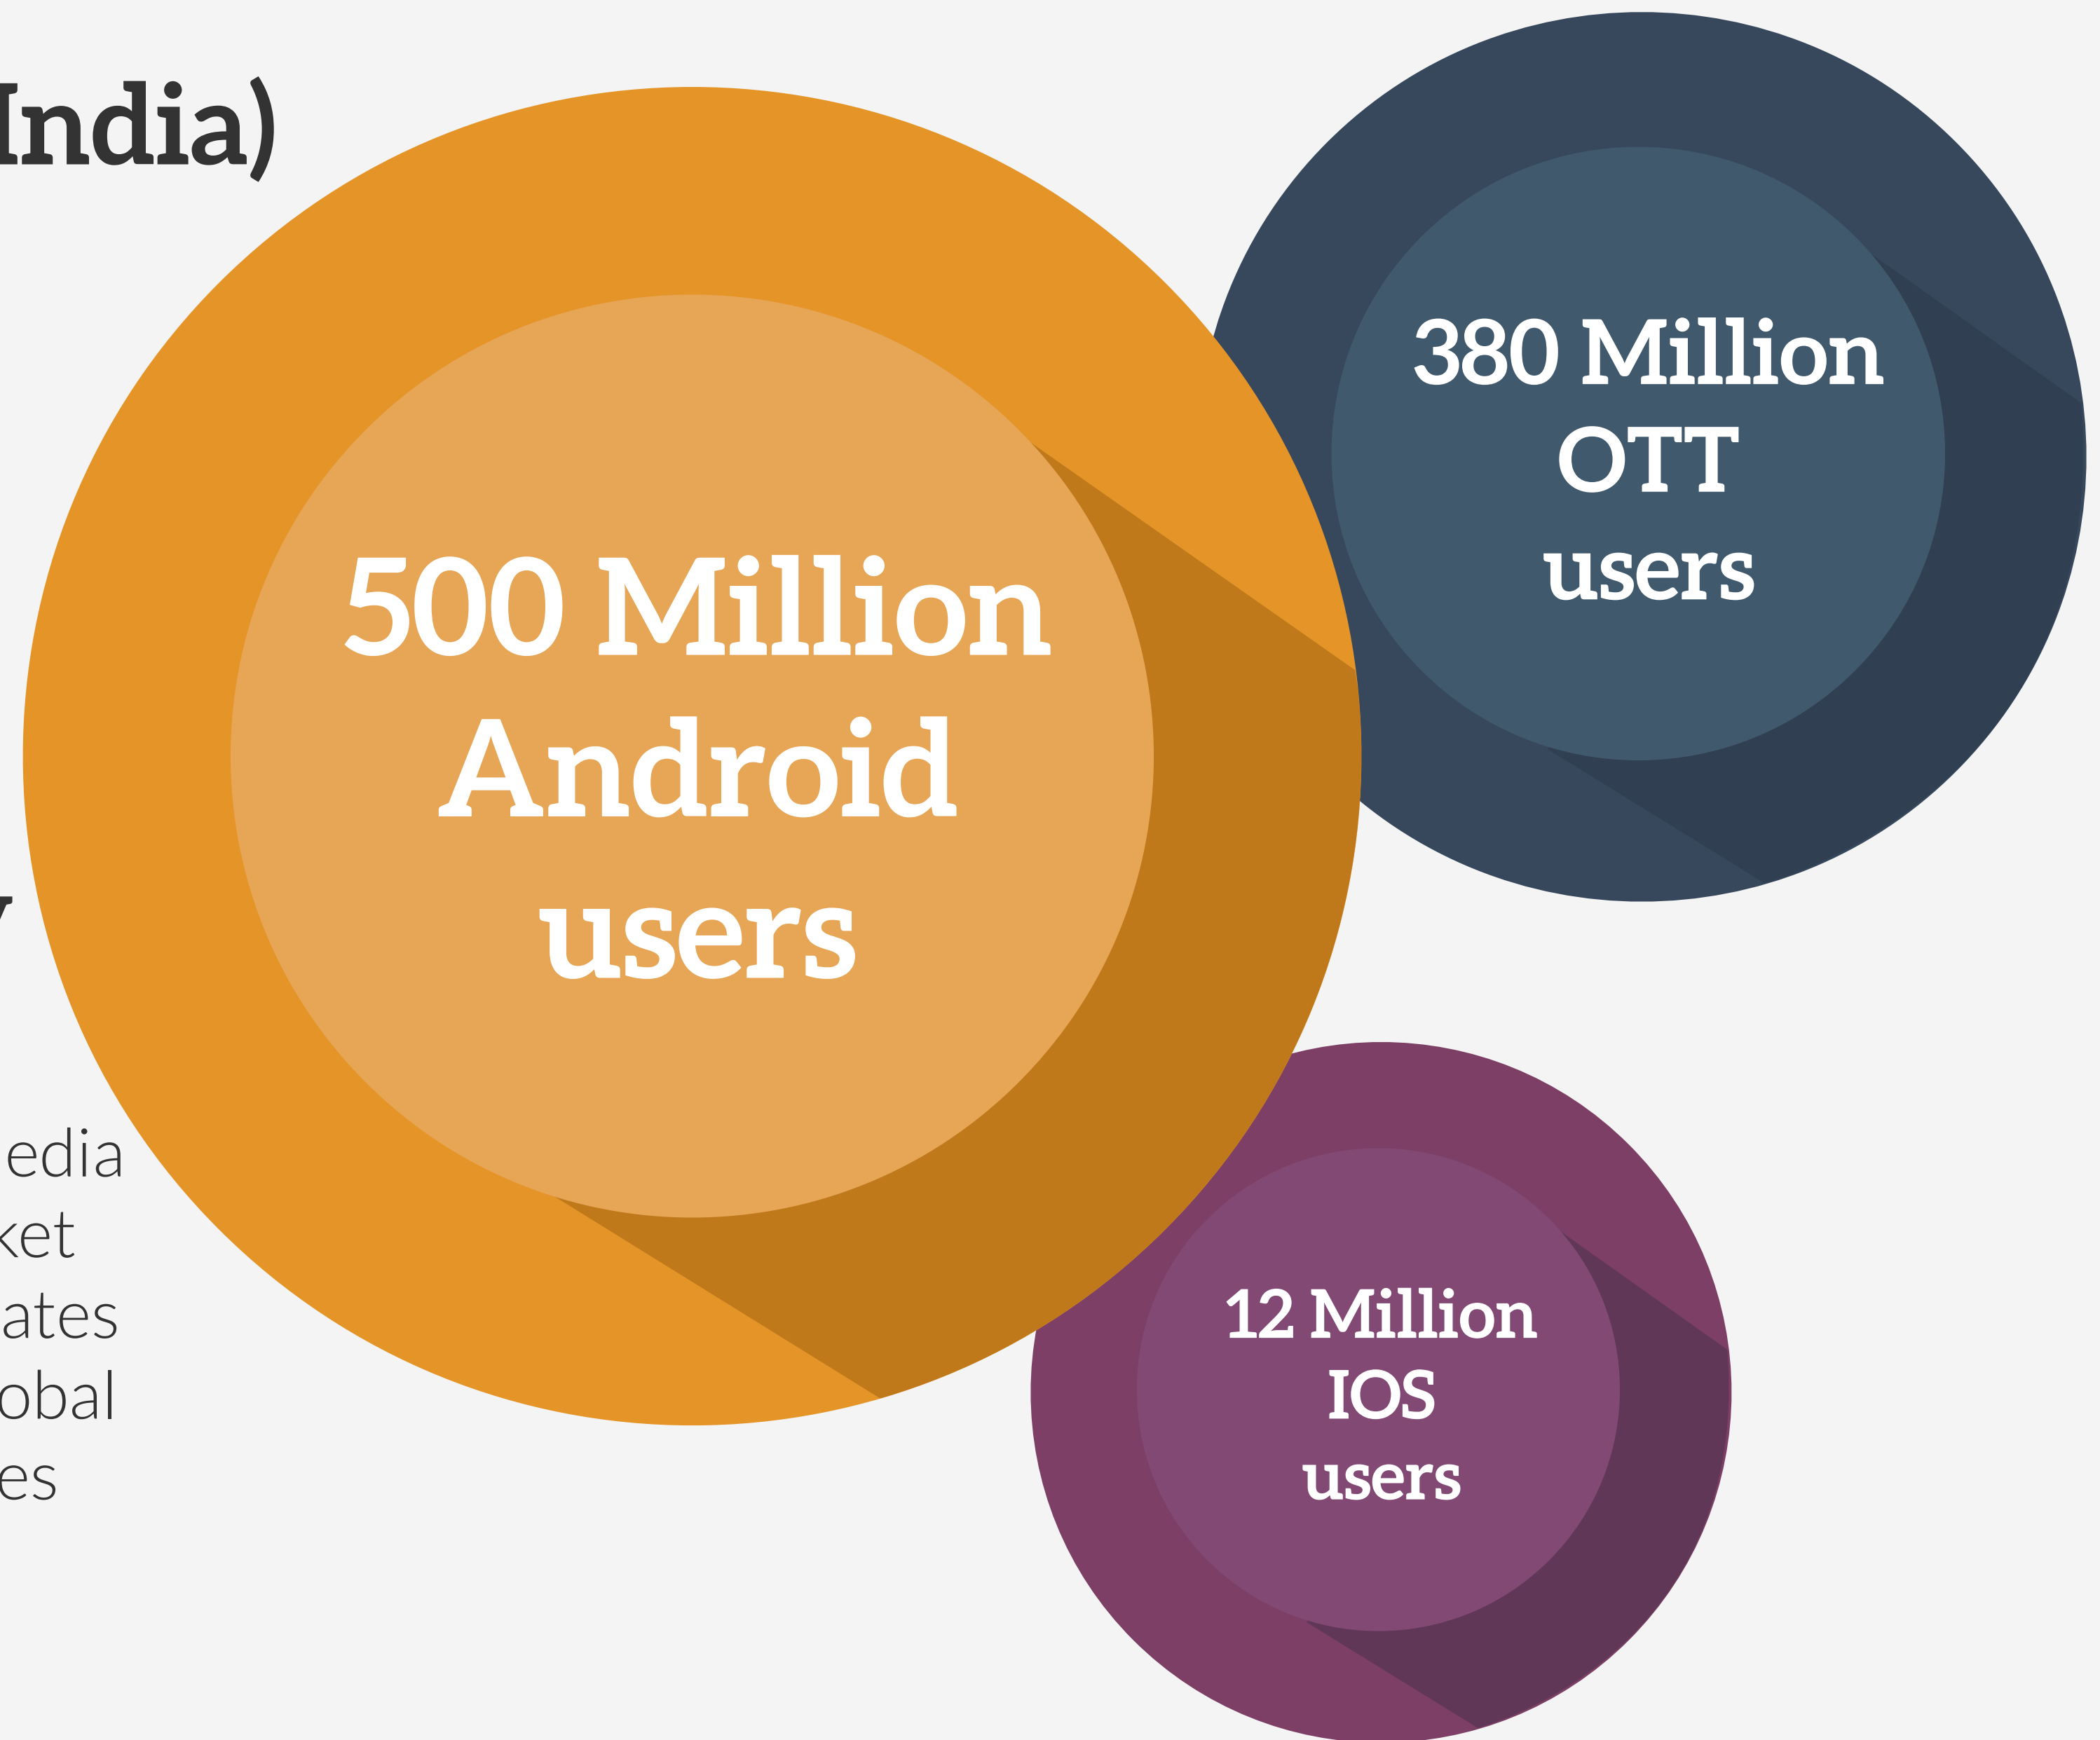 India)
500 Million
Android
users
380 Million
OTT
users
12 Million
IOS
users
edia
ket
ates
obal
es